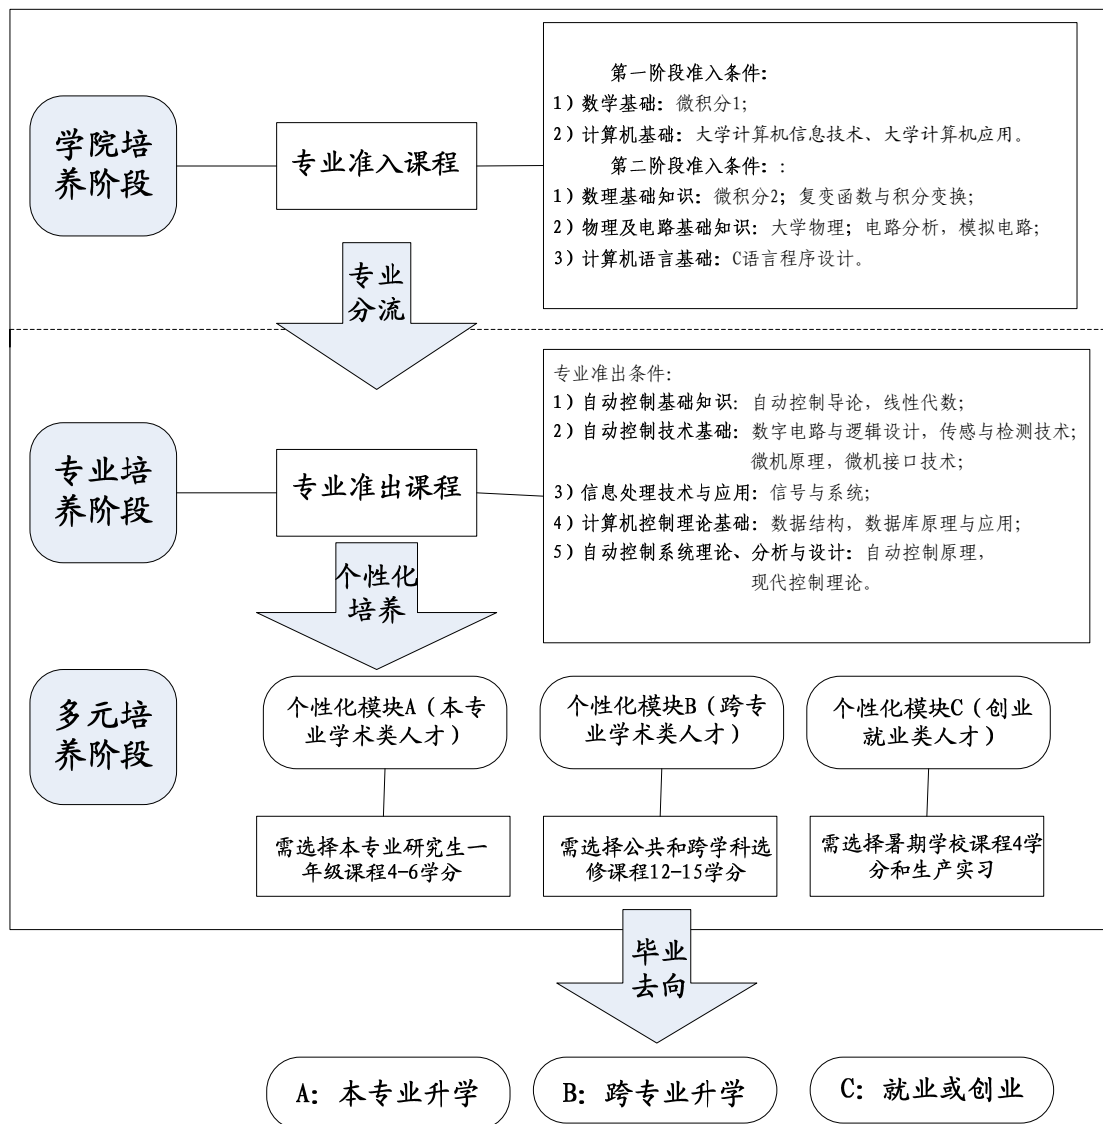 第一阶段准入条件：
1）数学基础：微积分1；
2）计算机基础：大学计算机信息技术、大学计算机应用。
第二阶段准入条件：：
1）数理基础知识：微积分2；复变函数与积分变换；
2）物理及电路基础知识：大学物理；电路分析，模拟电路；
3）计算机语言基础：C语言程序设计。
学院培
养阶段
专业准入课程
专业
分流
专业准出条件：
1）自动控制基础知识：自动控制导论，线性代数；
2）自动控制技术基础：数字电路与逻辑设计，传感与检测技术；
微机原理，微机接口技术；
3）信息处理技术与应用：信号与系统；
4）计算机控制理论基础：数据结构，数据库原理与应用；
5）自动控制系统理论、分析与设计：自动控制原理，
现代控制理论。
专业培
养阶段
专业准出课程
个性化
培养
多元培
养阶段
个性化模块A（本专
业学术类人才）
个性化模块B（跨专
业学术类人才）
个性化模块C（创业
就业类人才）
需选择本专业研究生一
年级课程4-6学分
需选择公共和跨学科选
修课程12-15学分
需选择暑期学校课程4学
分和生产实习
毕业
去向
A：本专业升学
B：跨专业升学
C：就业或创业